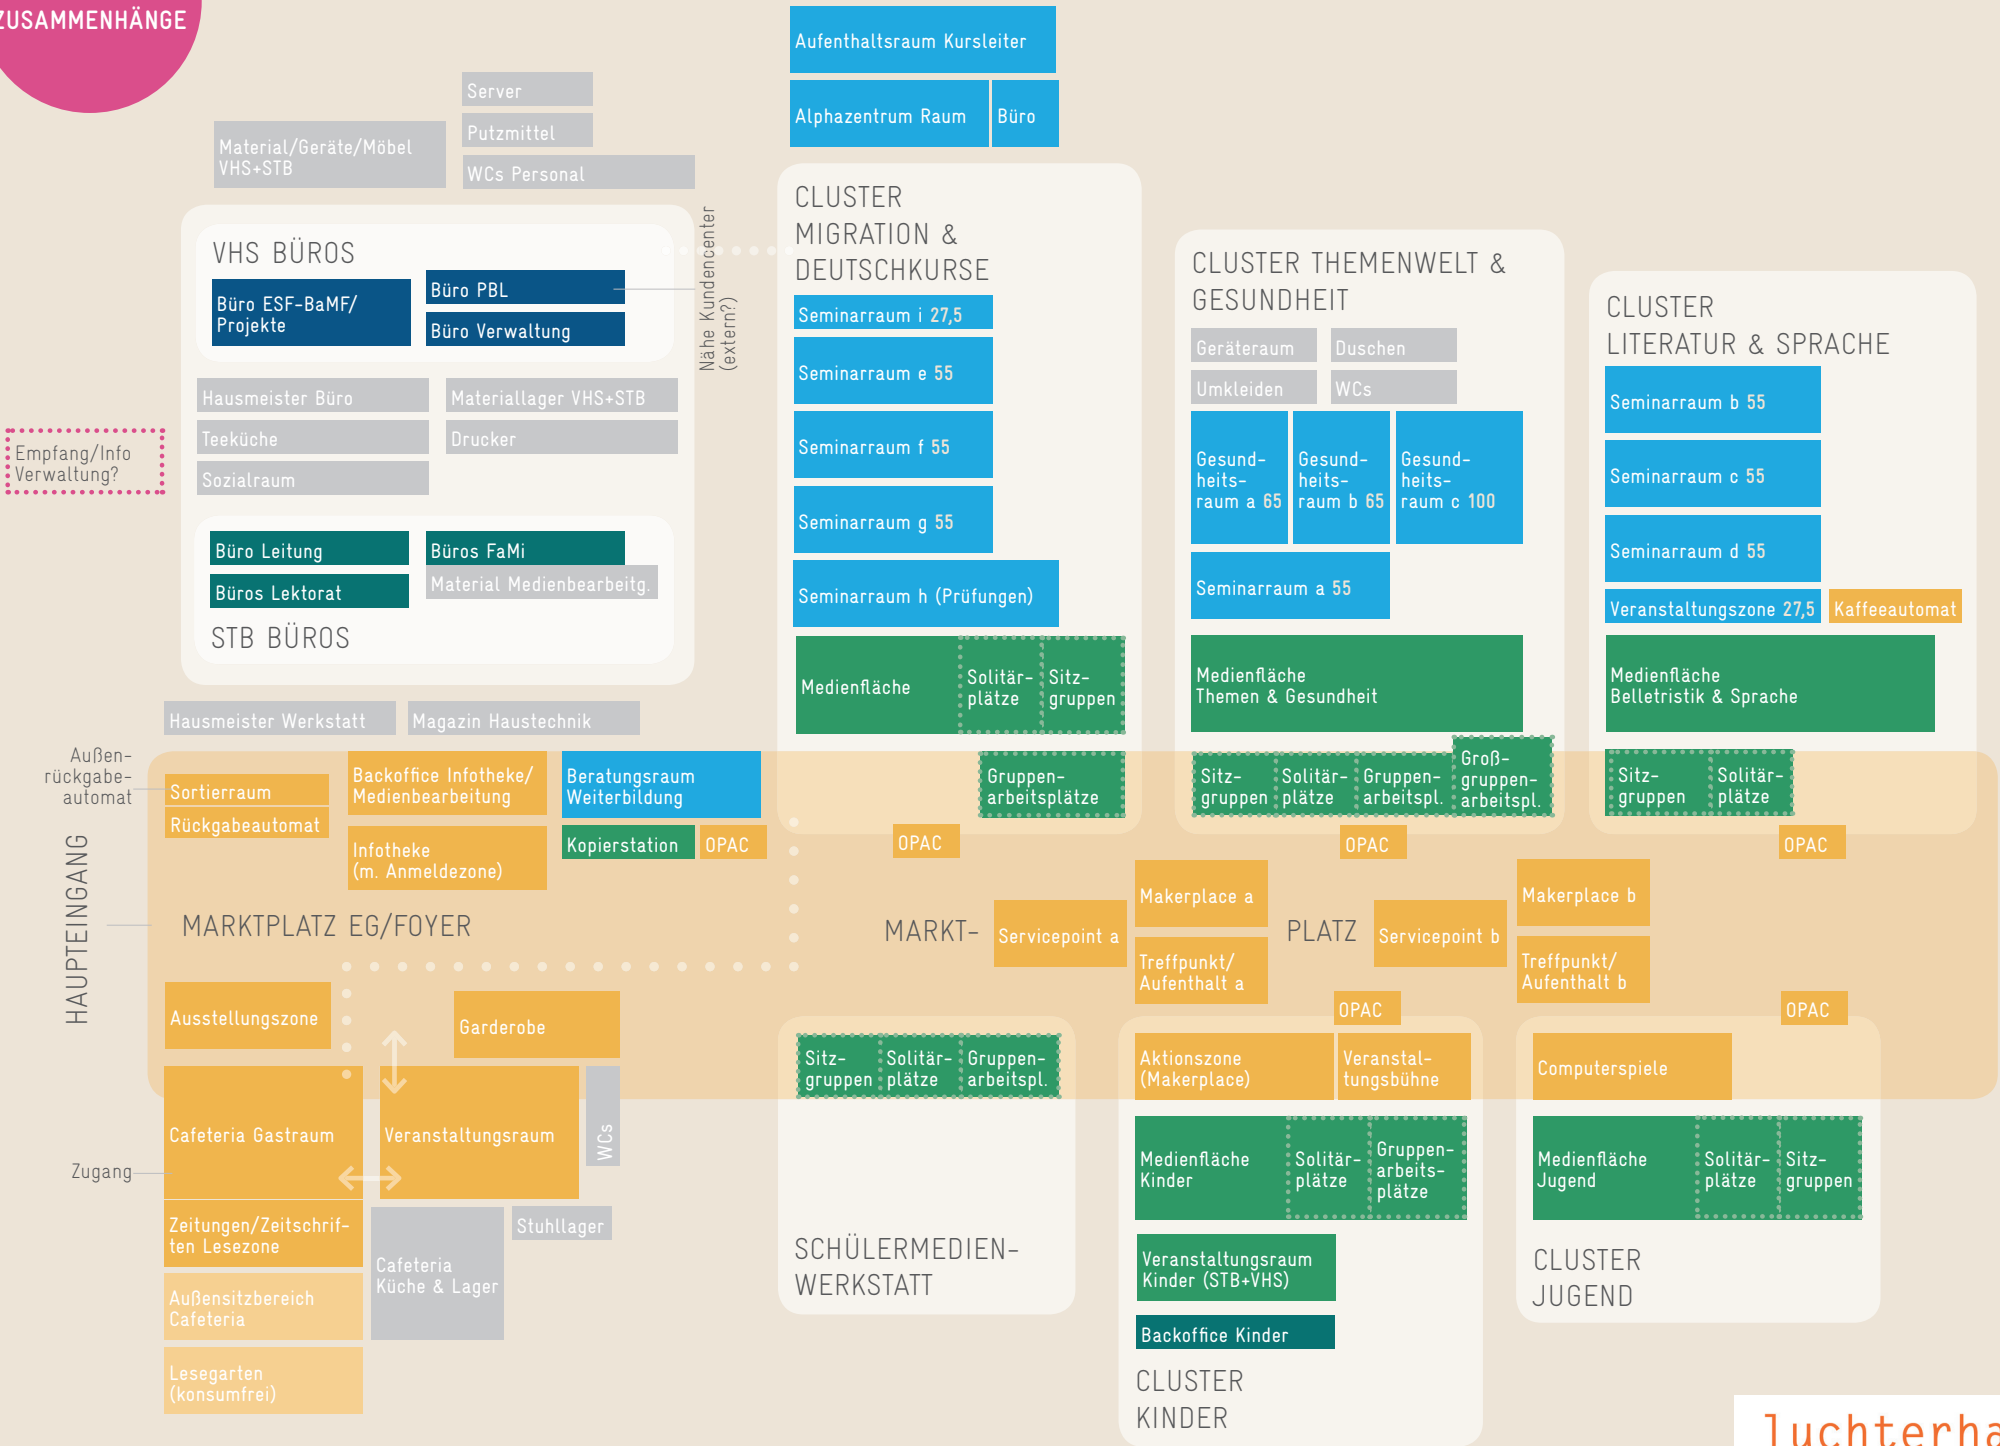 ZUSAMMENHÄNGE
Server
Putzmittel
WCs Personal
Material/Geräte/Möbel
VHS+STB
VHS BÜROS
Büro ESF-BaMF/
Projekte
Büro PBL
Büro Verwaltung
Nähe Kundencenter
(extern?)
Hausmeister Büro
Materiallager VHS+STB
Teeküche
Drucker
Sozialraum
Empfang/Info
Verwaltung?
Büro Leitung
Büros FaMi
Material Medienbearbeitg.
Büros Lektorat
STB BÜROS
Hausmeister Werkstatt
Magazin Haustechnik
Aufenthaltsraum Kursleiter
Alphazentrum Raum
Büro
CLUSTER
MIGRATION &
DEUTSCHKURSE
Seminarraum i 27,5
Seminarraum e 55
Seminarraum f 55
Seminarraum g 55
Seminarraum h (Prüfungen)
Medienfläche
Solitär-
plätze
Sitz-
gruppen
Gruppen-
arbeitsplätze
CLUSTER THEMENWELT &
GESUNDHEIT
Geräteraum
Duschen
Umkleiden
WCs
Gesund-
heits-
raum a 65
Gesund-
heits-
raum b 65
Gesund-
heits-
raum c 100
Seminarraum a 55
Medienfläche
Themen & Gesundheit
Sitz-
gruppen
Solitär-
plätze
Gruppen-
arbeitspl.
Groß-
gruppen-
arbeitspl.
CLUSTER
LITERATUR & SPRACHE
Seminarraum b 55
Seminarraum c 55
Seminarraum d 55
Veranstaltungszone 27,5
Kaffeeautomat
Medienfläche
Belletristik & Sprache
Sitz-
gruppen
Solitär-
plätze
Außen-
rückgabe-
automat
HAUPTEINGANG
Sortierraum
Rückgabeautomat
Backoffice Infotheke/
Medienbearbeitung
Infotheke
(m. Anmeldezone)
Beratungsraum
Weiterbildung
Kopierstation
OPAC
MARKTPLATZ EG/FOYER
OPAC
OPAC
OPAC
MARKT-
Servicepoint a
Makerplace a
Treffpunkt/
Aufenthalt a
PLATZ
Servicepoint b
Makerplace b
Treffpunkt/
Aufenthalt b
OPAC
OPAC
Ausstellungszone
Garderobe
Cafeteria Gastraum
Veranstaltungsraum
WCs
Zugang
Zeitungen/Zeitschrif-
ten Lesezone
Cafeteria
Küche & Lager
Stuhllager
Außensitzbereich
Cafeteria
Lesegarten
(konsumfrei)
Sitz-
gruppen
Solitär-
plätze
Gruppen-
arbeitspl.
SCHÜLERMEDIEN-
WERKSTATT
Aktionszone
(Makerplace)
Veranstal-
tungsbühne
Medienfläche
Kinder
Solitär-
plätze
Gruppen-
arbeits-
plätze
Veranstaltungsraum
Kinder (STB+VHS)
Backoffice Kinder
CLUSTER
KINDER
Computerspiele
Medienfläche
Jugend
Solitär-
plätze
Sitz-
gruppen
CLUSTER
JUGEND
luchterha